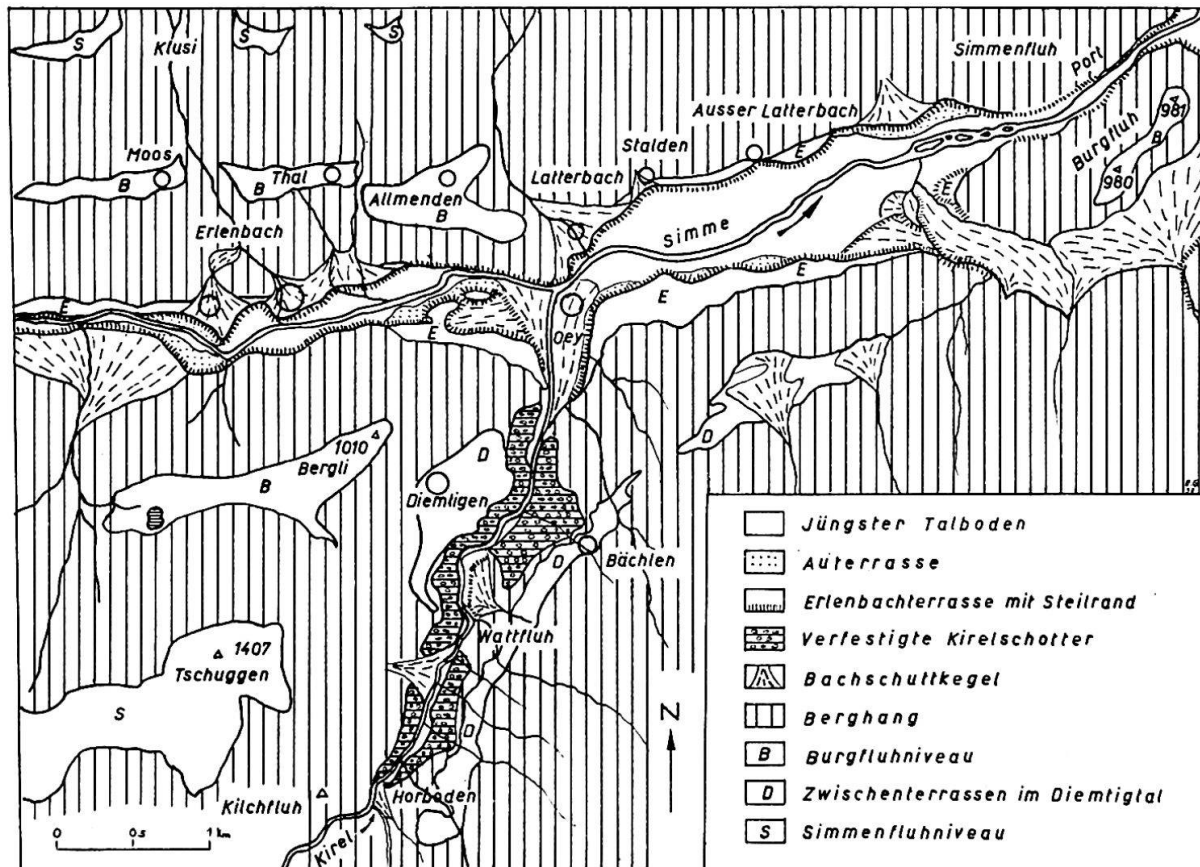 S
Klusi
S
S
Simmenfluh
Port
981
Burgfluh
B
980
Ausser Latterbach
E
Stalden
Moos
B
B
Thal
Allmenden
B
Latterbach
Erlenbach
Simme
E
E
E
E
E
Oey
D
1010
Bergli
B
D
Diemtigen
D
Bächlen
Wattfluh
1407
Tschuggen
S
D
N
Kilchfluh
Horboden
Kirel
0 0.5 1 km
Jüngster Talboden
Auterrasse
Erlenbachterrasse mit Steilrand
Verfestigte Kirelschotter
Bachschuttkegel
Berghang
B Burgfluhniveau
D Zwischenterrassen im Diemtigtal
S Simmenfluhniveau